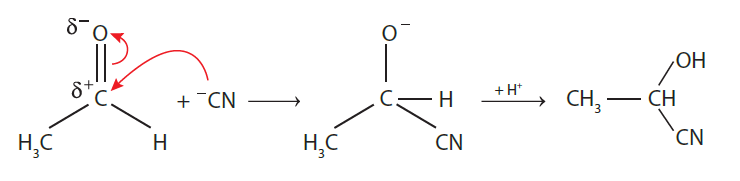 δ⁻
O
δ⁺
C
H₃C
H
+ ⁻CN
O⁻
C
H
H₃C
CN
+ H⁺
CH₃
CH
OH
CN